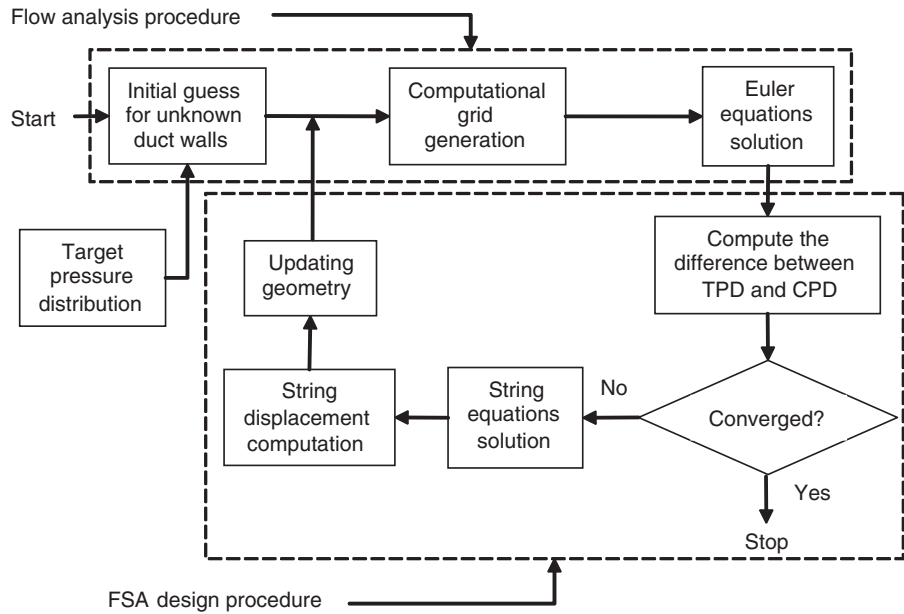 Flow analysis procedure
Start
Initial guess
for unknown
duct walls
Computational
grid
generation
Euler
equations
solution
Target
pressure
distribution
Updating
geometry
Compute the
difference between
TPD and CPD
String
displacement
computation
String
equations
solution
No
Converged?
Yes
Stop
FSA design procedure